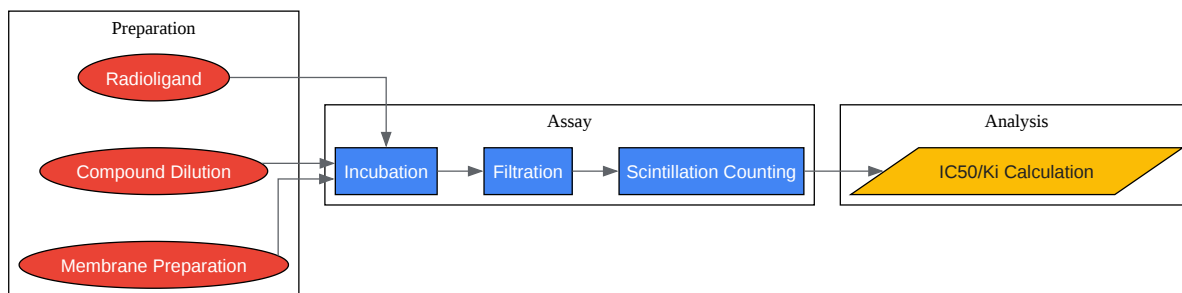 Preparation
Radioligand
Compound Dilution
Membrane Preparation
Assay
Incubation
Filtration
Scintillation Counting
Analysis
IC50/Ki Calculation